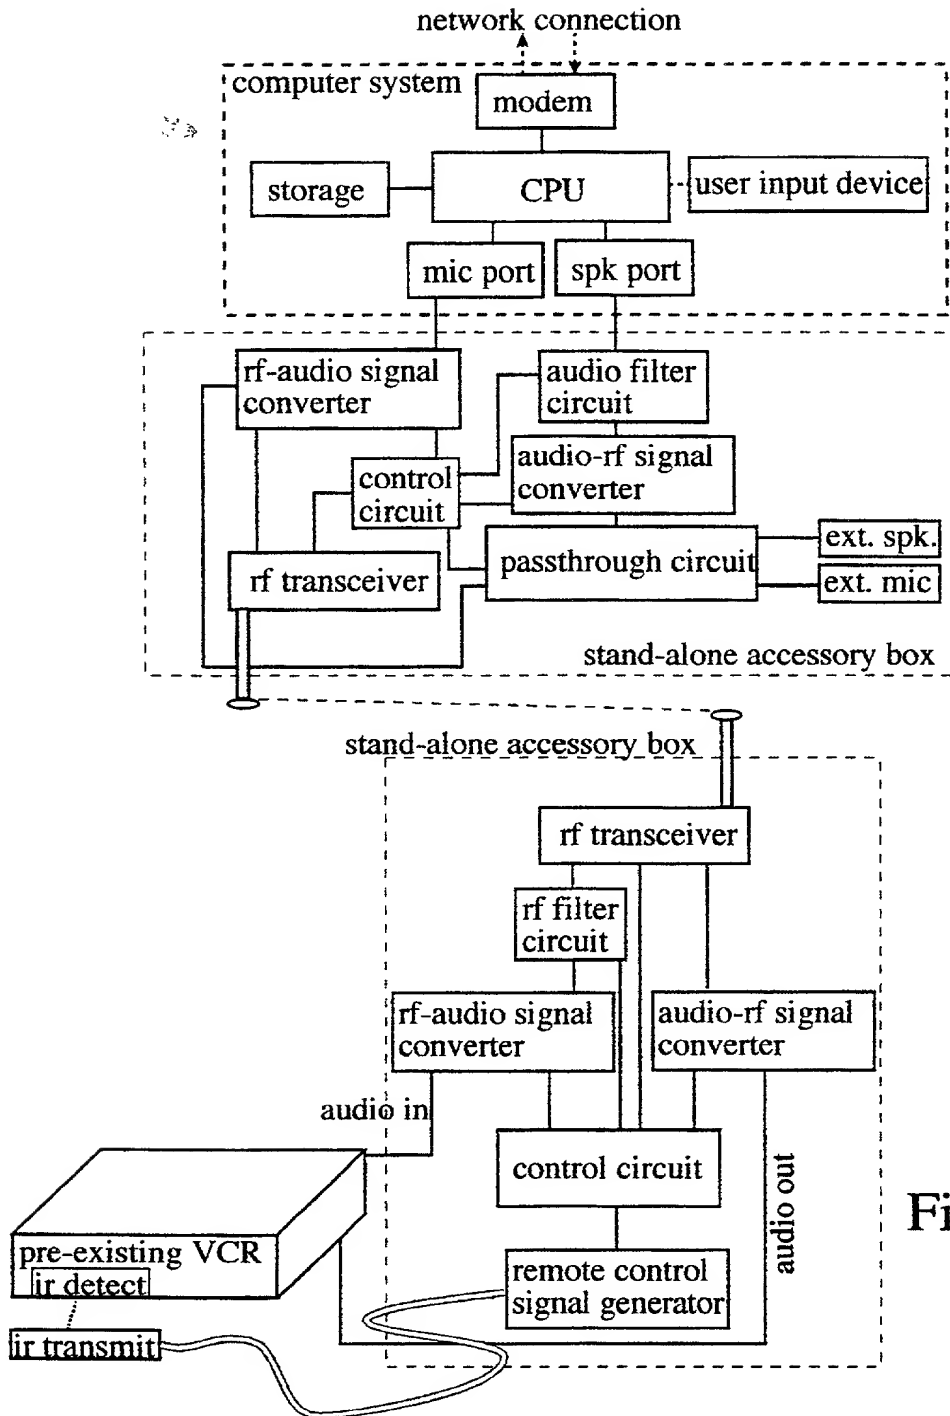 network connection
computer system
modem
storage
CPU
user input device
mic port
spk port
rf-audio signal
converter
audio filter
circuit
control
circuit
audio-rf signal
converter
rf transceiver
passthrough circuit
ext. spk.
ext. mic
stand-alone accessory box
stand-alone accessory box
rf transceiver
rf filter
circuit
rf-audio signal
converter
audio-rf signal
converter
audio in
control circuit
audio out
pre-existing VCR
ir detect
remote control
signal generator
ir transmit